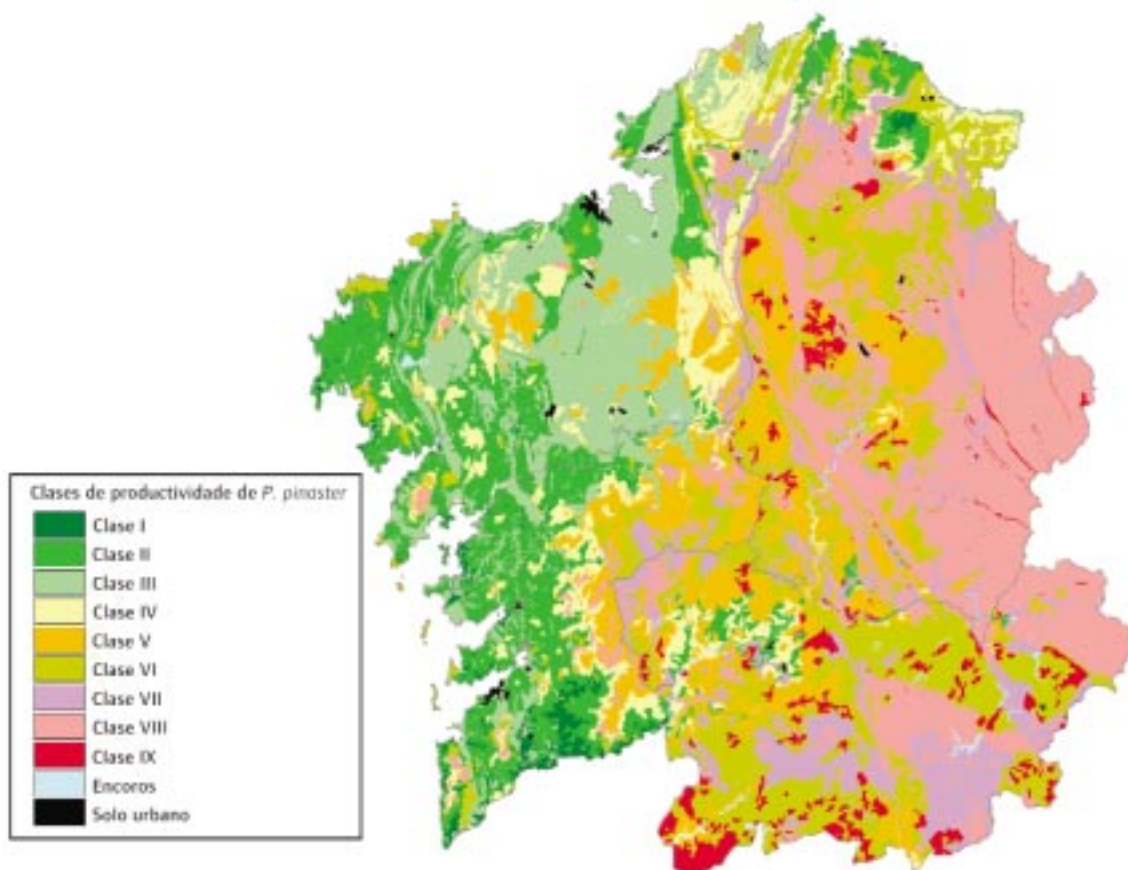 Clases de productividade de P. pinaster
Clase I
Clase II
Clase III
Clase IV
Clase V
Clase VI
Clase VII
Clase VIII
Clase IX
Encoros
Solo urbano